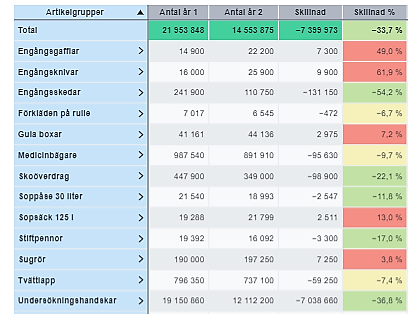 Artikelgrupper Antal år 1 Antal år 2 Skillnad Skillnad %
Total 21 953 848 14 553 875 −7 399 973 −33,7 %
Engångsgafflar 14 900 22 200 7 300 49,0 %
Engångsknivar 16 000 25 900 9 900 61,9 %
Engångsskedar 241 900 110 750 −131 150 −54,2 %
Förkläden på rulle 7 017 6 545 −472 −6,7 %
Gula boxar 41 161 44 136 2 975 7,2 %
Medicinbägare 987 540 891 910 −95 630 −9,7 %
Skoöverdrag 447 900 349 000 −98 900 −22,1 %
Soppåse 30 liter 21 540 18 993 −2 547 −11,8 %
Sopsäck 125 l 19 288 21 799 2 511 13,0 %
Stiftpennor 19 392 16 092 −3 300 −17,0 %
Sugrör 190 000 197 250 7 250 3,8 %
Tvättlapp 796 350 737 100 −59 250 −7,4 %
Undersökningshandskar 19 150 860 12 112 200 −7 038 660 −36,8 %